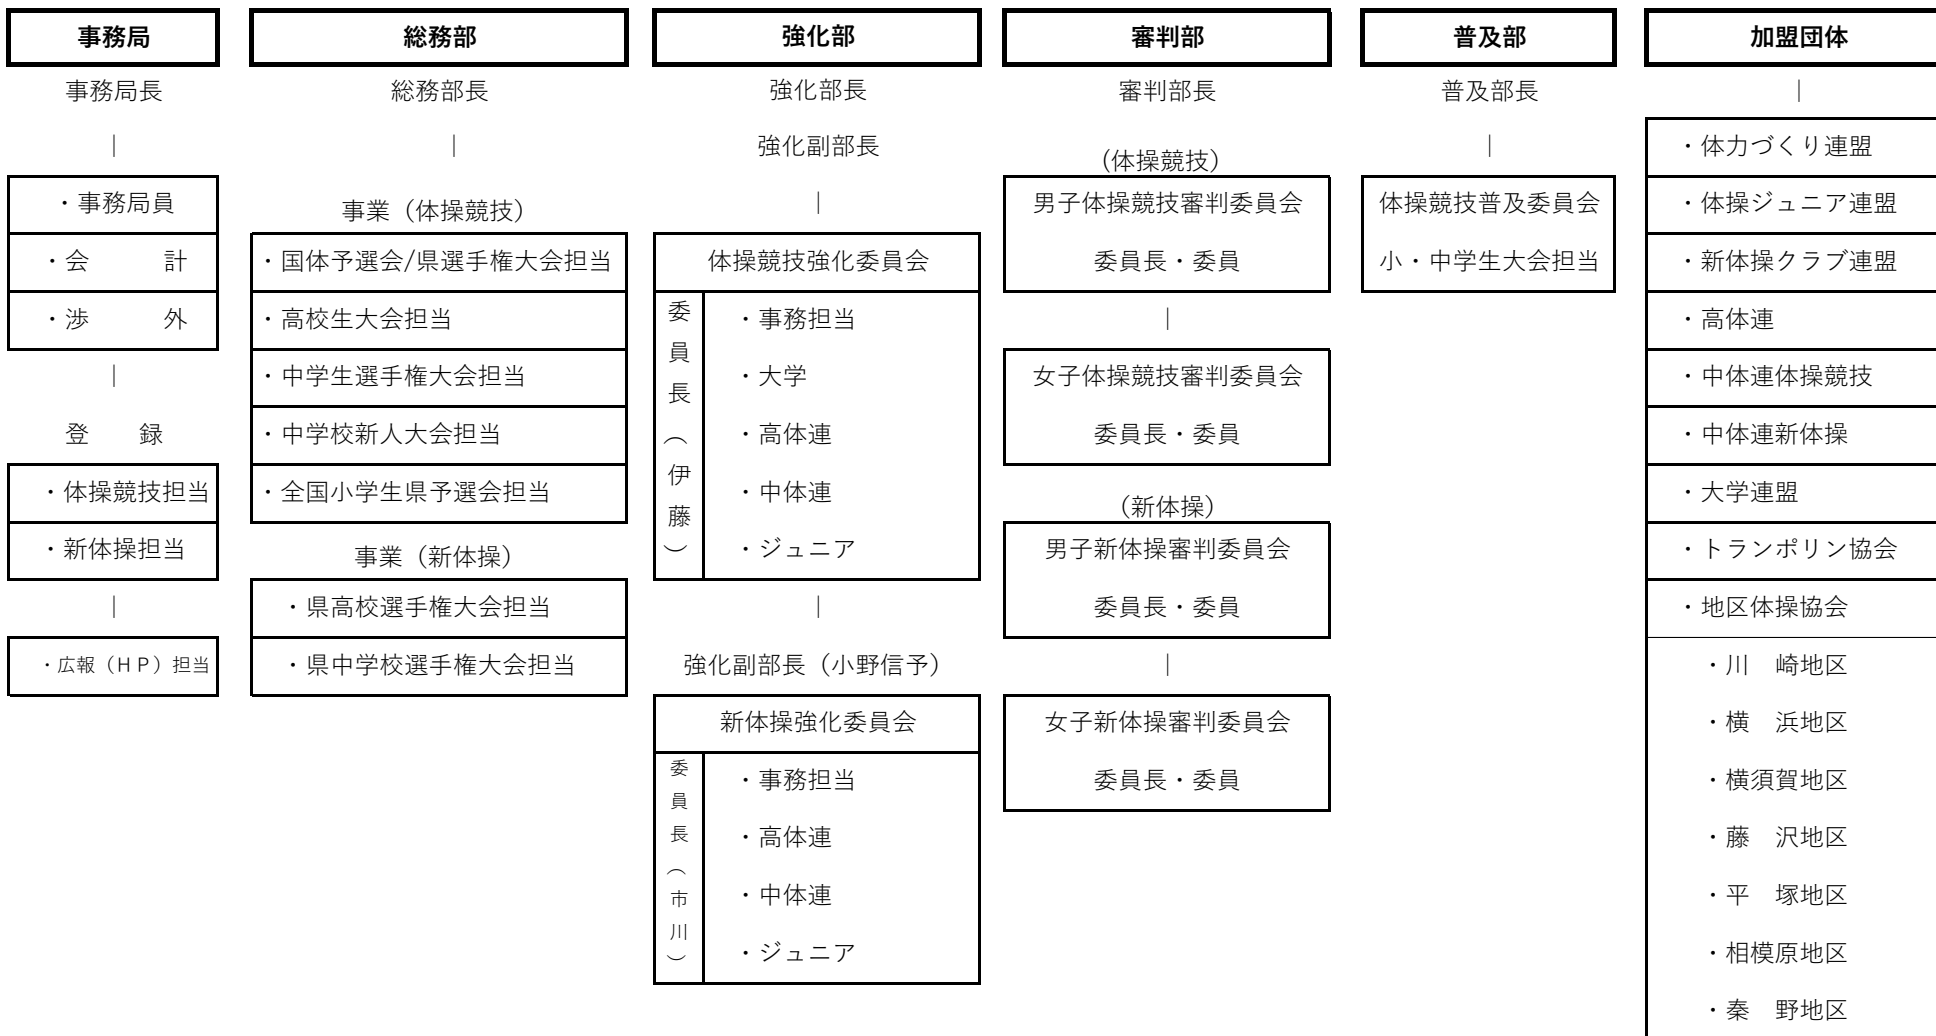 事務局
事務局長
｜
・事務局員
・会　　計
・渉　　外
｜
登　　録
・体操競技担当
・新体操担当
｜
・広報（ＨＰ）担当
総務部
総務部長
｜
事業（体操競技）
・国体予選会/県選手権大会担当
・高校生大会担当
・中学生選手権大会担当
・中学校新人大会担当
・全国小学生県予選会担当
事業（新体操）
・県高校選手権大会担当
・県中学校選手権大会担当
強化部
強化部長
強化副部長
｜
体操競技強化委員会
委員長（伊藤）
・事務担当
・大学
・高体連
・中体連
・ジュニア
｜
強化副部長（小野信予）
新体操強化委員会
委員長（市川）
・事務担当
・高体連
・中体連
・ジュニア
審判部
審判部長
（体操競技）
男子体操競技審判委員会
委員長・委員
｜
女子体操競技審判委員会
委員長・委員
（新体操）
男子新体操審判委員会
委員長・委員
｜
女子新体操審判委員会
委員長・委員
普及部
普及部長
｜
体操競技普及委員会
小・中学生大会担当
加盟団体
｜
・体力づくり連盟
・体操ジュニア連盟
・新体操クラブ連盟
・高体連
・中体連体操競技
・中体連新体操
・大学連盟
・トランポリン協会
・地区体操協会
・川　崎地区
・横　浜地区
・横須賀地区
・藤　沢地区
・平　塚地区
・相模原地区
・秦　野地区